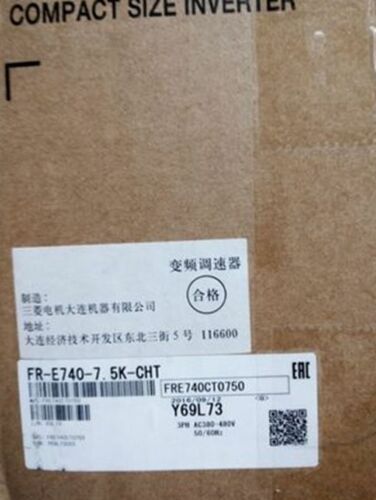 COMPACT SIZE INVERTER
变频调速器
制造:
三菱电机大连机器有限公司
合格
地址:
大连经济技术开发区东北三街5号 116600
FR-E740-7.5K-CHT
FRE740CT0750
2016/09/12
Y69L73
3PH AC380-480V
50/60Hz